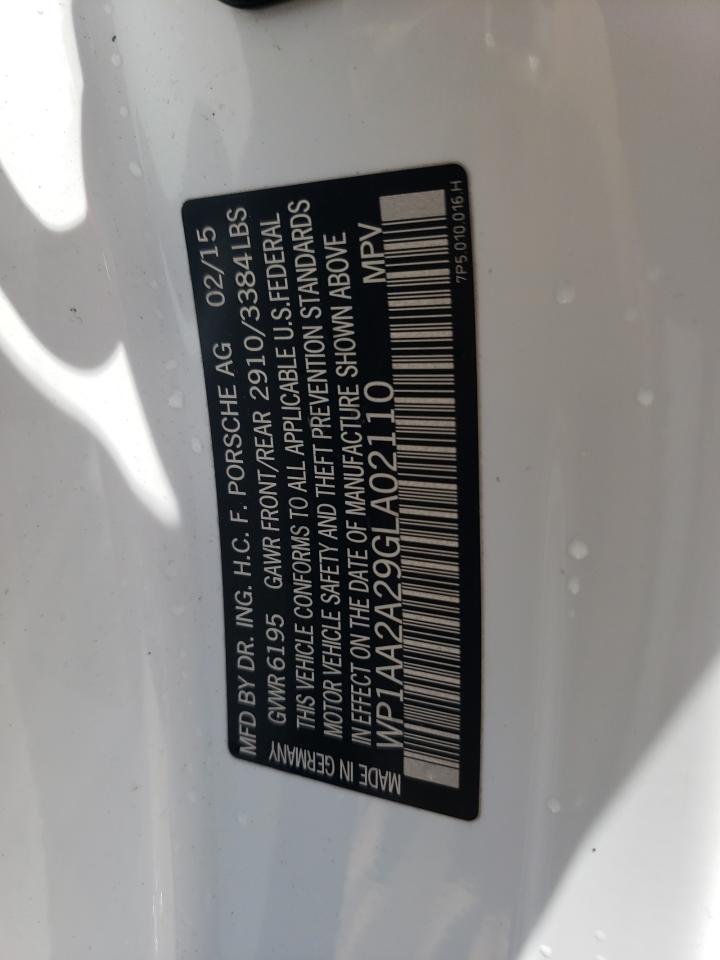 MFD BY DR. ING. H.C. F. PORSCHE AG 02/15
GVWR 6195 GAWR FRONT/REAR 2910/3384 LBS
THIS VEHICLE CONFORMS TO ALL APPLICABLE U.S. FEDERAL
MOTOR VEHICLE SAFETY AND THEFT PREVENTION STANDARDS
IN EFFECT ON THE DATE OF MANUFACTURE SHOWN ABOVE
WP1AA2A29GLA02110 MPV
MADE IN GERMANY
7P5.010.016.H